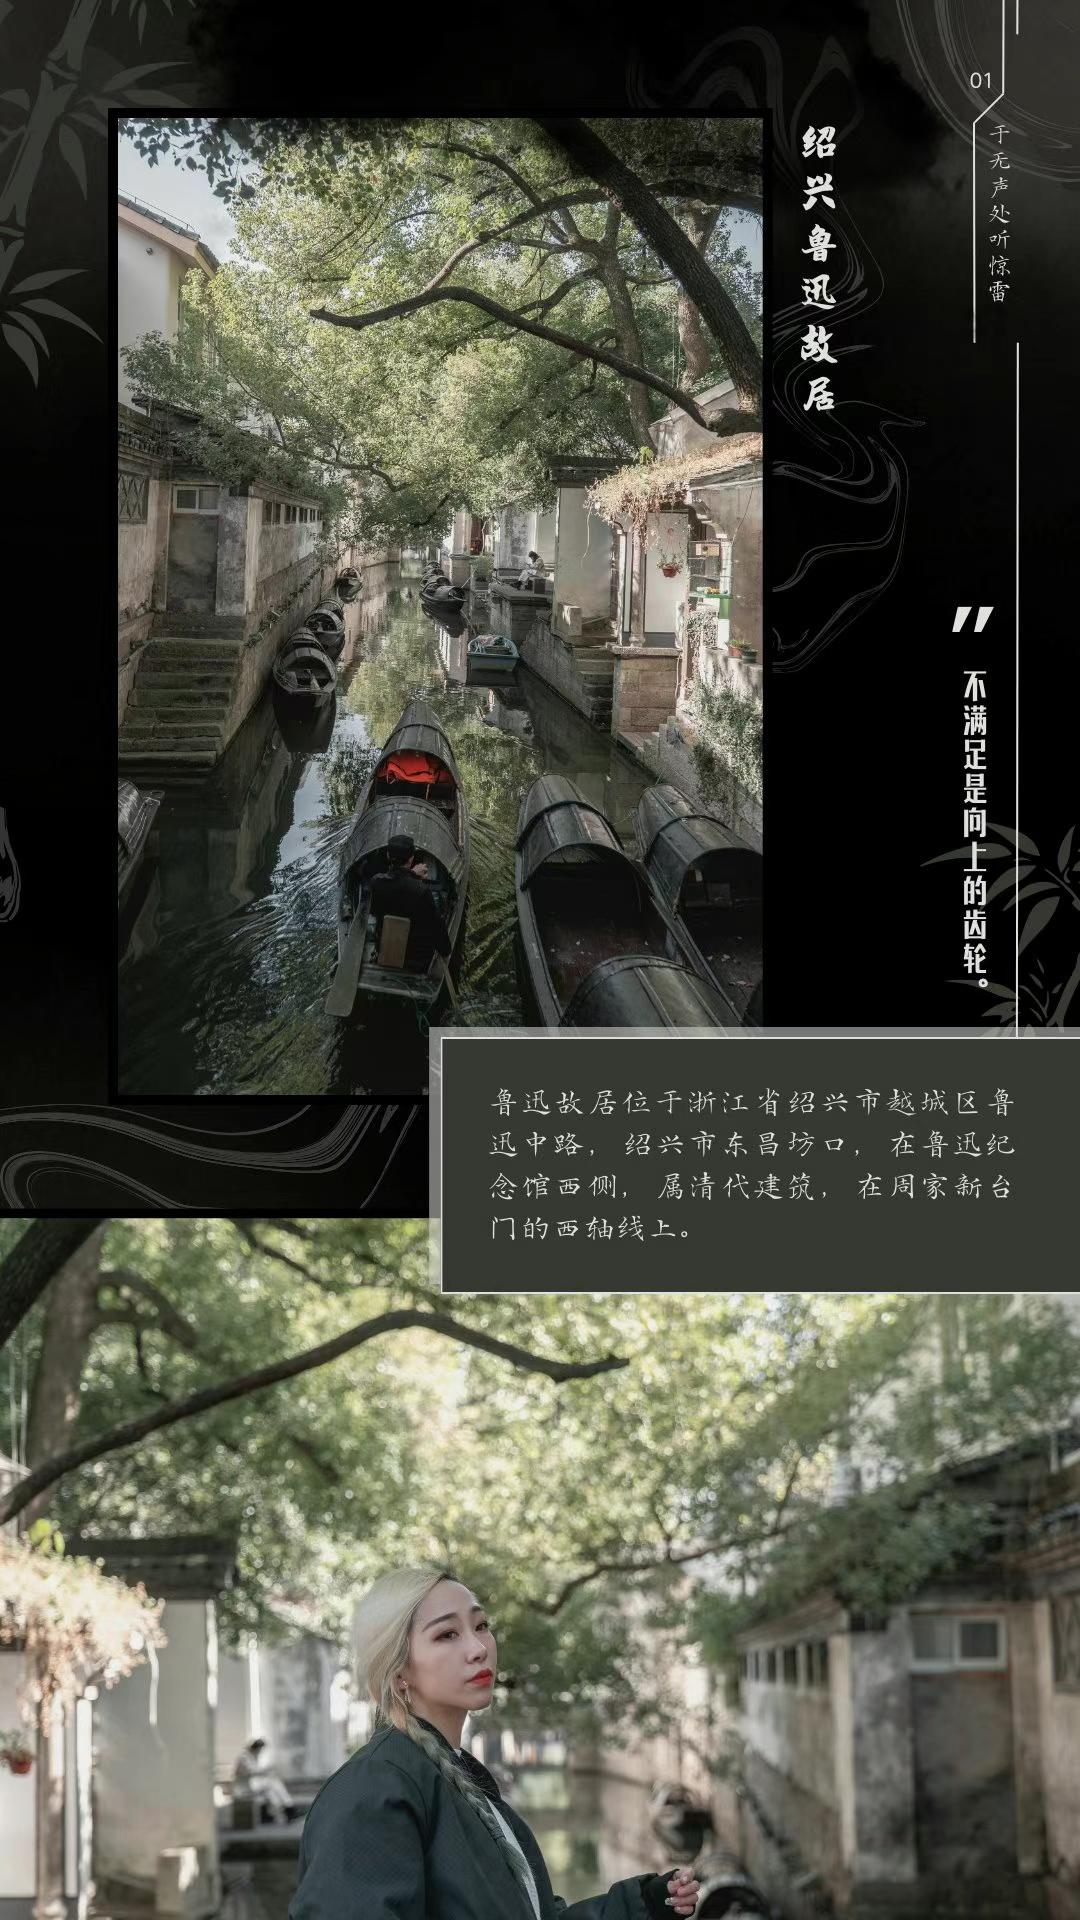 01
于无声处听惊雷
绍兴鲁迅故居
"
不满足是向上的齿轮。
鲁迅故居位于浙江省绍兴市越城区鲁
迅中路，绍兴市东昌坊口，在鲁迅纪
念馆西侧，属清代建筑，在周家新台
门的西轴线上。